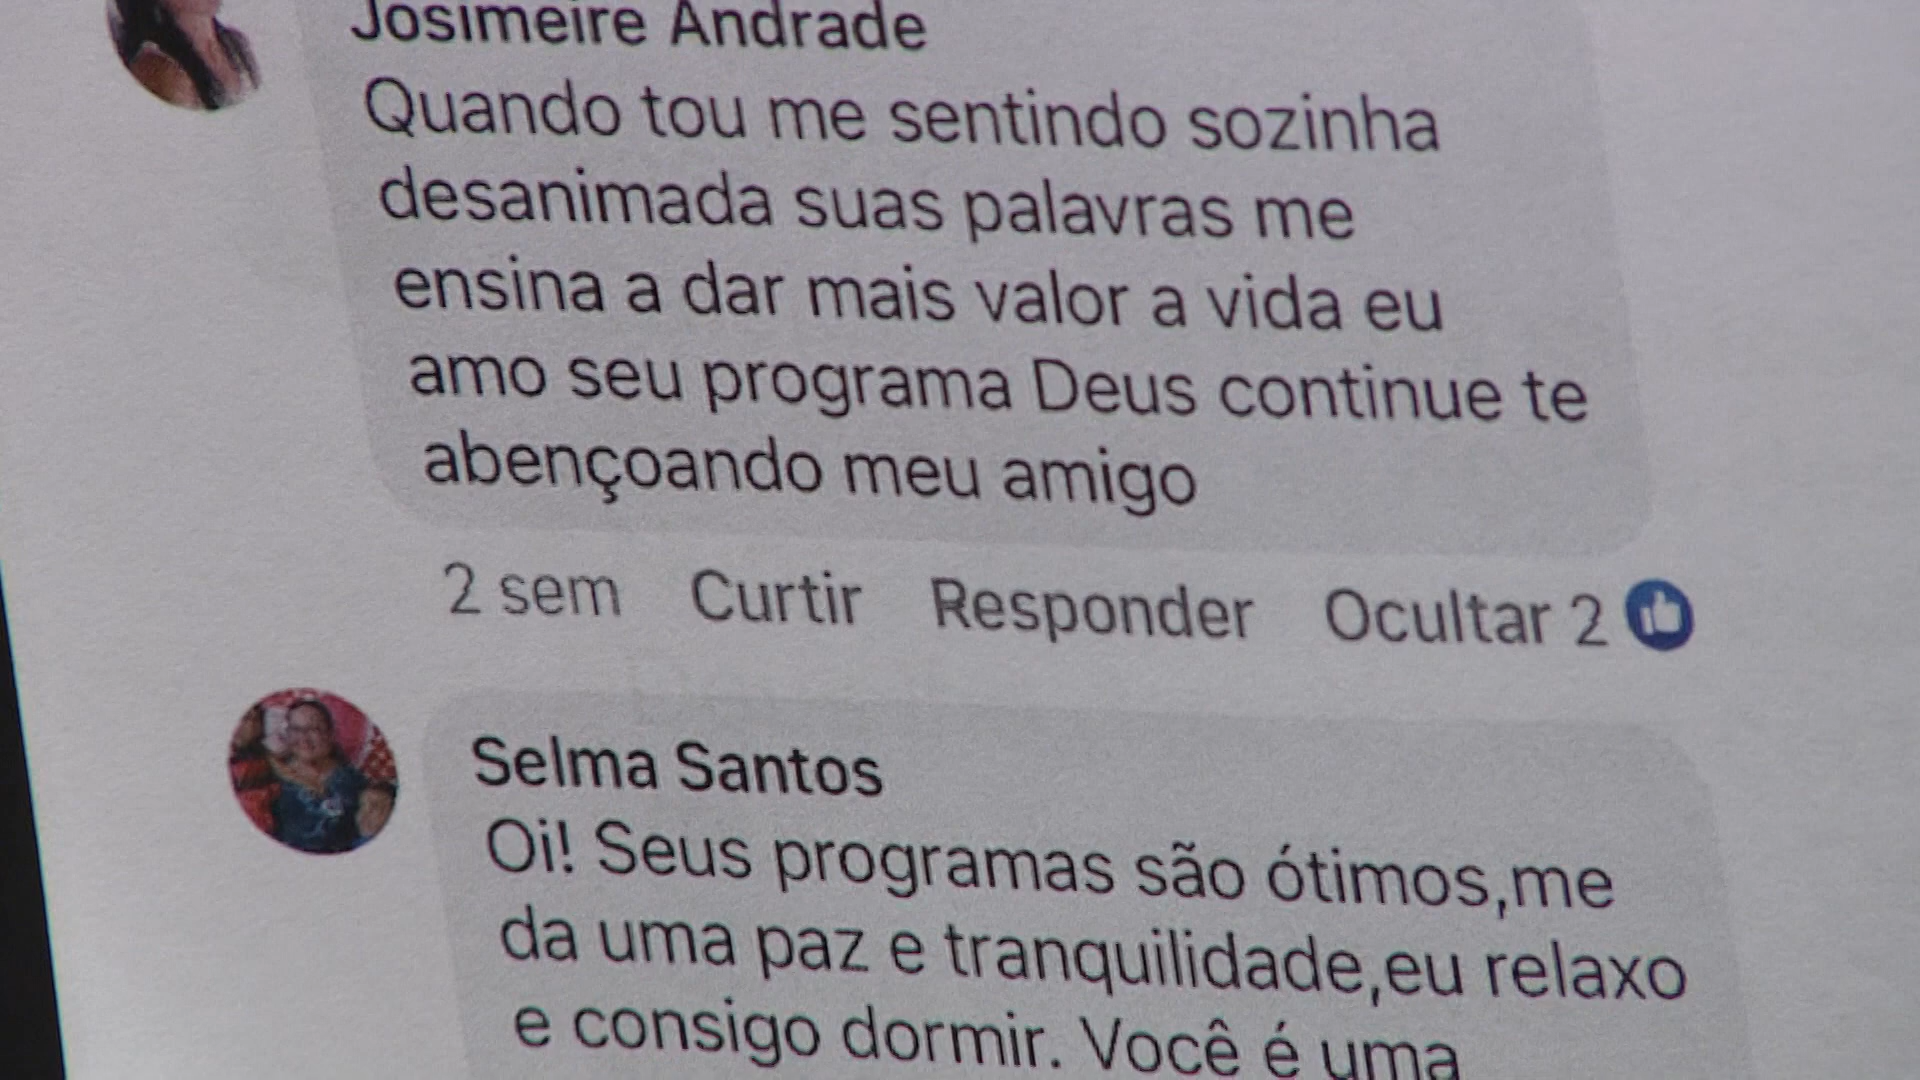 Josimeire Andrade
Quando tou me sentindo sozinha
desanimada suas palavras me
ensina a dar mais valor a vida eu
amo seu programa Deus continue te
abençoando meu amigo
2 sem Curtir Responder Ocultar 2
Selma Santos
Oi! Seus programas são ótimos,me
da uma paz e tranquilidade,eu relaxo
e consigo dormir. Você é uma